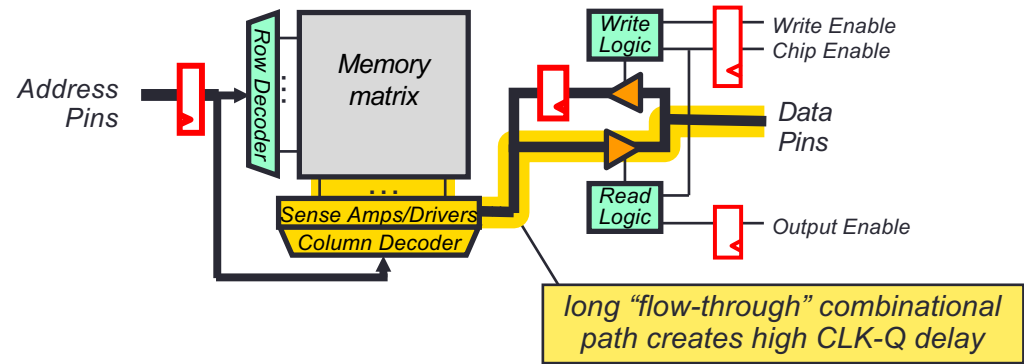 Address
Pins
Row Decoder
...
Memory
matrix
...
Sense Amps/Drivers
Column Decoder
Write
Logic
Read
Logic
Write Enable
Chip Enable
Data
Pins
Output Enable
long “flow-through” combinational
path creates high CLK-Q delay